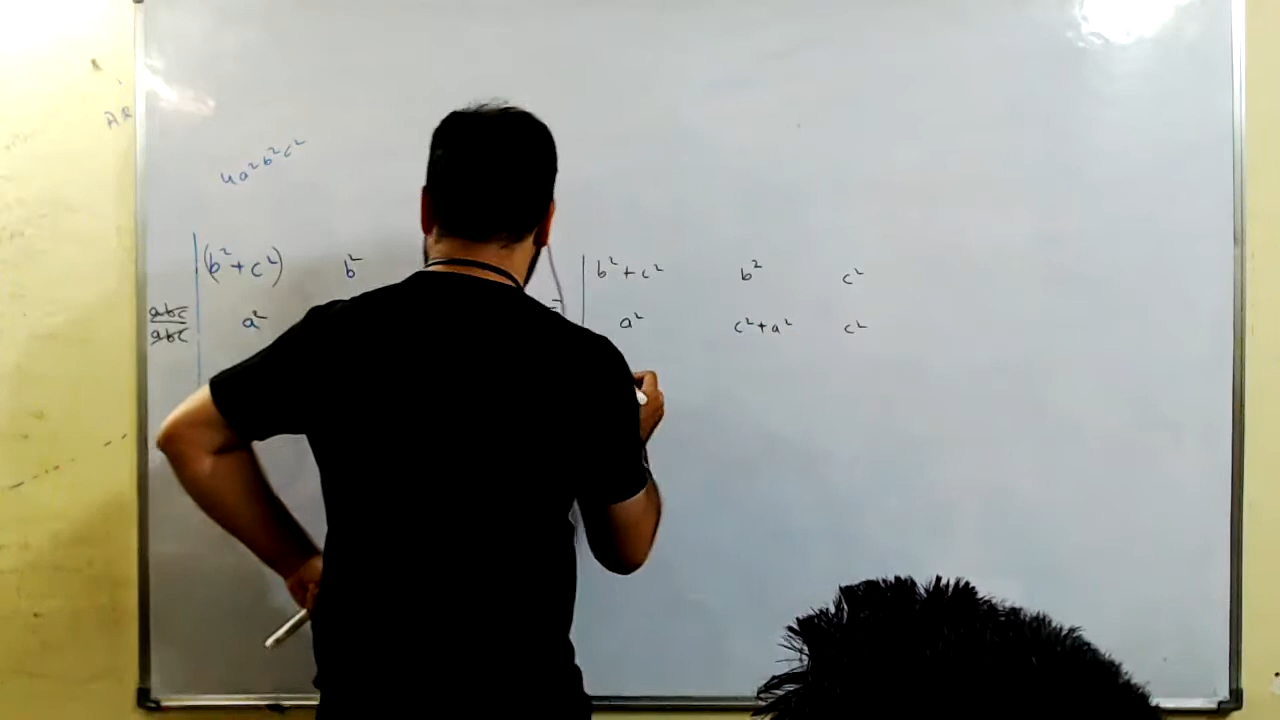 AR
4a²b²c²
(b²+c²) b²
abc
abc
a²
= b²+c² b² c²
a² c²+a² c²